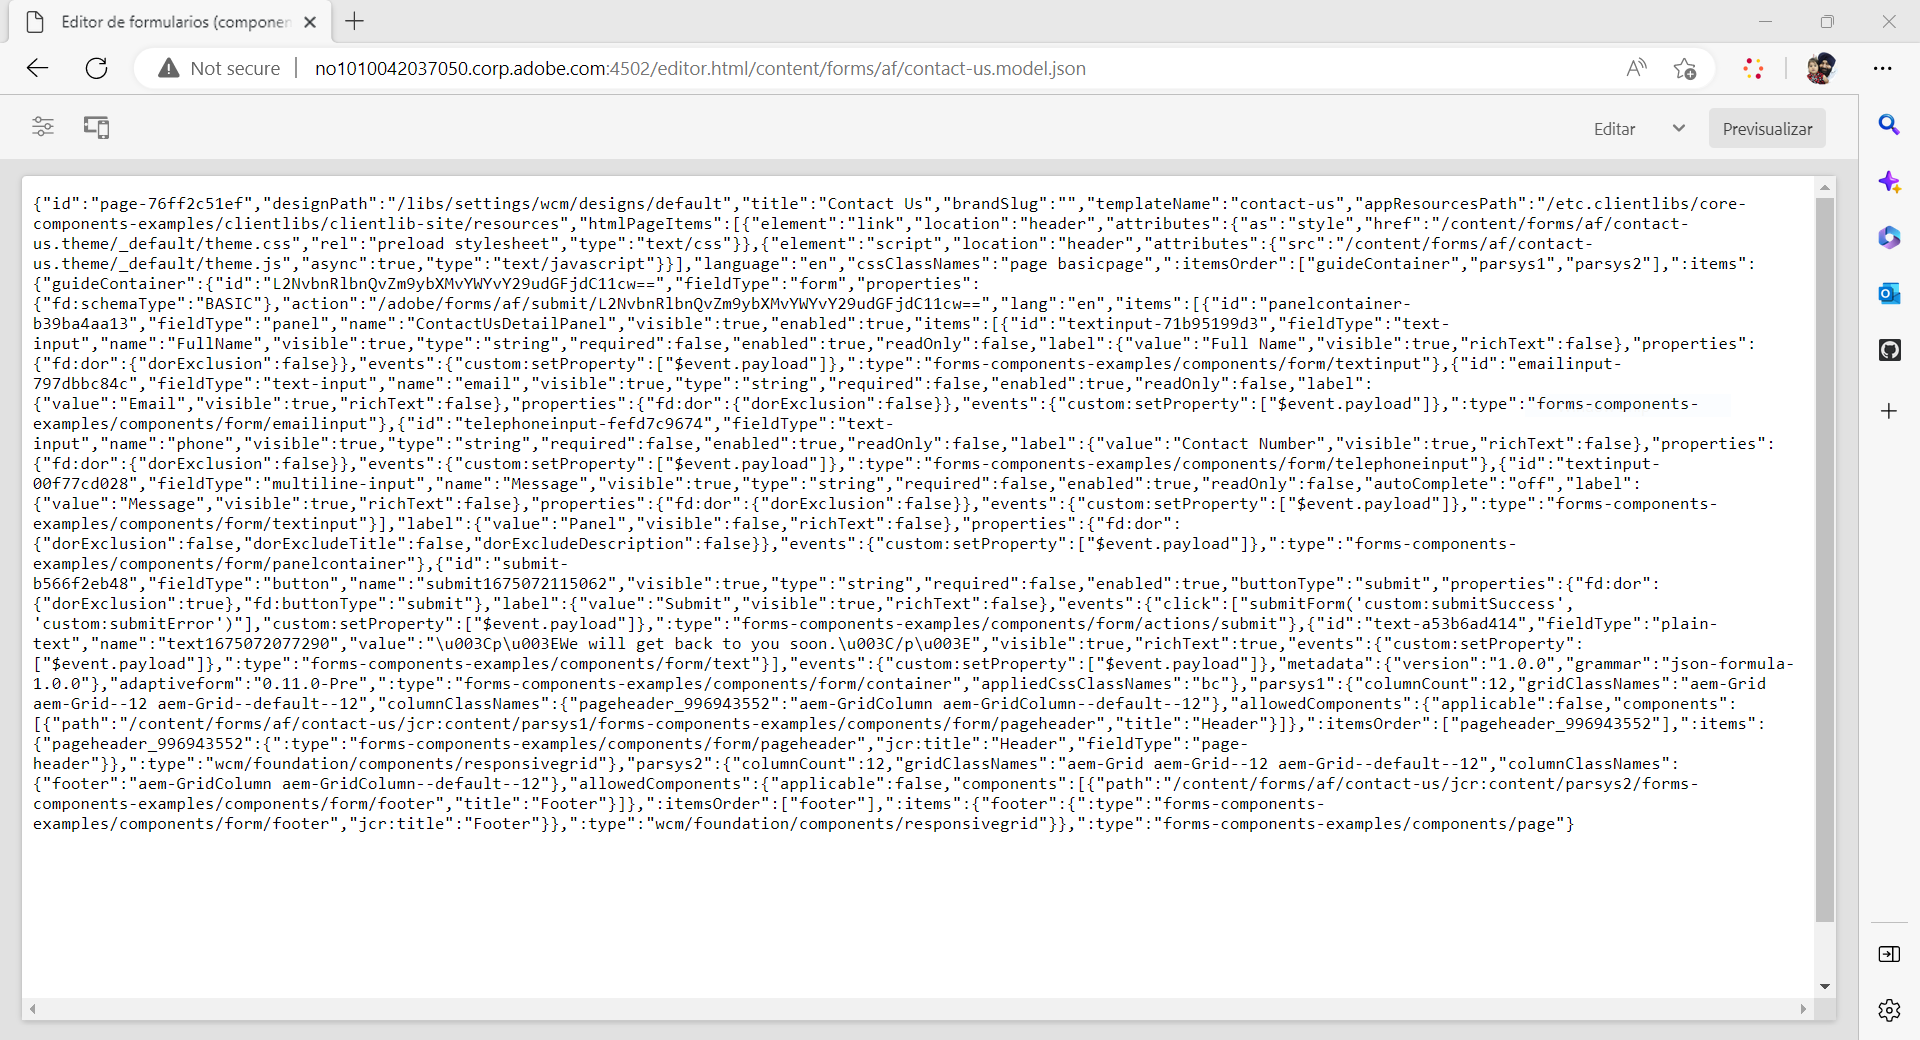 Editor de formularios (componen
Not secure
no1010042037050.corp.adobe.com:4502/editor.html/content/forms/af/contact-us.model.json
Editar
Previsualizar
{"id":"page-76ff2c51ef","designPath":"/libs/settings/wcm/designs/default","title":"Contact Us","brandSlug":"","templateName":"contact-us","appResourcesPath":"/etc.clientlibs/core-
components-examples/clientlibs/clientlib-site/resources","htmlPageItems":[{"element":"link","location":"header","attributes":{"as":"style","href":"/content/forms/af/contact-
us.theme/_default/theme.css","rel":"preload stylesheet","type":"text/css"}},{"element":"script","location":"header","attributes":{"src":"/content/forms/af/contact-
us.theme/_default/theme.js","async":true,"type":"text/javascript"}}],"language":"en","cssClassNames":"page basicpage",":itemsOrder":["guideContainer","parsys1","parsys2"],":items":
{"guideContainer":{"id":"L2NvbnRlbnQvZm9ybXMvYWYvY29udGFjdC11cw==","fieldType":"form","properties":
{"fd:schemaType":"BASIC"},"action":"/adobe/forms/af/submit/L2NvbnRlbnQvZm9ybXMvYWYvY29udGFjdC11cw==","lang":"en","items":[{"id":"panelcontainer-
b39ba4aa13","fieldType":"panel","name":"ContactUsDetailPanel","visible":true,"enabled":true,"items":[{"id":"textinput-71b95199d3","fieldType":"text-
input","name":"FullName","visible":true,"type":"string","required":false,"enabled":true,"readOnly":false,"label":{"value":"Full Name","visible":true,"richText":false},"properties":
{"fd:dor":{"dorExclusion":false}},"events":{"custom:setProperty":["$event.payload"]},":type":"forms-components-examples/components/form/textinput"},{"id":"emailinput-
797dbbc84c","fieldType":"text-input","name":"email","visible":true,"type":"string","required":false,"enabled":true,"readOnly":false,"label":
{"value":"Email","visible":true,"richText":false},"properties":{"fd:dor":{"dorExclusion":false}},"events":{"custom:setProperty":["$event.payload"]},":type":"forms-components-
examples/components/form/emailinput"},{"id":"telephoneinput-fefd7c9674","fieldType":"text-
input","name":"phone","visible":true,"type":"string","required":false,"enabled":true,"readOnly":false,"label":{"value":"Contact Number","visible":true,"richText":false},"properties":
{"fd:dor":{"dorExclusion":false}},"events":{"custom:setProperty":["$event.payload"]},":type":"forms-components-examples/components/form/telephoneinput"},{"id":"textinput-
00f77cd028","fieldType":"multiline-input","name":"Message","visible":true,"type":"string","required":false,"enabled":true,"readOnly":false,"autoComplete":"off","label":
{"value":"Message","visible":true,"richText":false},"properties":{"fd:dor":{"dorExclusion":false}},"events":{"custom:setProperty":["$event.payload"]},":type":"forms-components-
examples/components/form/textinput"}],"label":{"value":"Panel","visible":false,"richText":false},"properties":{"fd:dor":
{"dorExclusion":false,"dorExcludeTitle":false,"dorExcludeDescription":false}},"events":{"custom:setProperty":["$event.payload"]},":type":"forms-components-
examples/components/form/panelcontainer"},{"id":"submit-
b566f2eb48","fieldType":"button","name":"submit1675072115062","visible":true,"type":"string","required":false,"enabled":true,"buttonType":"submit","properties":{"fd:dor":
{"dorExclusion":true},"fd:buttonType":"submit"},"label":{"value":"Submit","visible":true,"richText":false},"events":{"click":["submitForm('custom:submitSuccess',
'custom:submitError')"],"custom:setProperty":["$event.payload"]},":type":"forms-components-examples/components/form/actions/submit"},{"id":"text-a53b6ad414","fieldType":"plain-
text","name":"text1675072077290","value":"\u003Cp\u003EWe will get back to you soon.\u003C/p\u003E","visible":true,"richText":true,"events":{"custom:setProperty":
["$event.payload"]},":type":"forms-components-examples/components/form/text"}],"events":{"custom:setProperty":["$event.payload"]},"metadata":{"version":"1.0.0","grammar":"json-formula-
1.0.0"},"adaptiveform":"0.11.0-Pre",":type":"forms-components-examples/components/form/container","appliedCssClassNames":"bc"},"parsys1":{"columnCount":12,"gridClassNames":"aem-Grid
aem-Grid--12 aem-Grid--default--12","columnClassNames":{"pageheader_996943552":"aem-GridColumn aem-GridColumn--default--12"},"allowedComponents":{"applicable":false,"components":
[{"path":"/content/forms/af/contact-us/jcr:content/parsys1/forms-components-examples/components/form/pageheader","title":"Header"}]},":itemsOrder":["pageheader_996943552"],":items":
{"pageheader_996943552":{":type":"forms-components-examples/components/form/pageheader","jcr:title":"Header","fieldType":"page-
header"}},":type":"wcm/foundation/components/responsivegrid"},"parsys2":{"columnCount":12,"gridClassNames":"aem-Grid aem-Grid--12 aem-Grid--default--12","columnClassNames":
{"footer":"aem-GridColumn aem-GridColumn--default--12"},"allowedComponents":{"applicable":false,"components":[{"path":"/content/forms/af/contact-us/jcr:content/parsys2/forms-
components-examples/components/form/footer","title":"Footer"}]},":itemsOrder":["footer"],":items":{"footer":{":type":"forms-components-
examples/components/form/footer","jcr:title":"Footer"}},":type":"wcm/foundation/components/responsivegrid"}},":type":"forms-components-examples/components/page"}